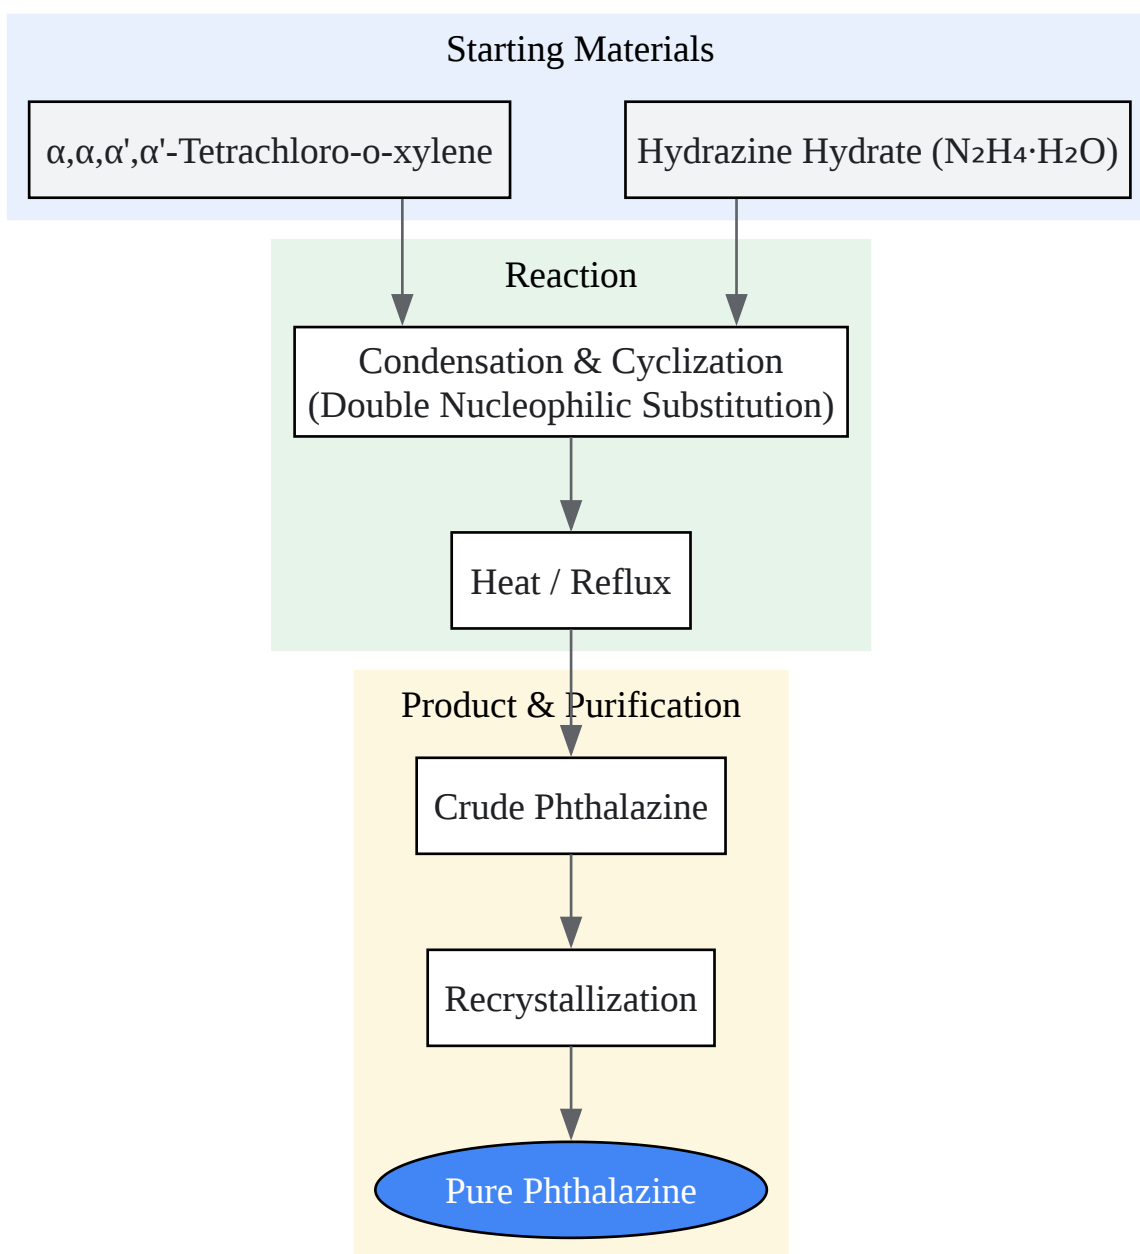 Starting Materials
α,α,α',α'-Tetrachloro-o-xylene
Hydrazine Hydrate (N₂H₄·H₂O)
Reaction
Condensation & Cyclization
(Double Nucleophilic Substitution)
Heat / Reflux
Product & Purification
Crude Phthalazine
Recrystallization
Pure Phthalazine